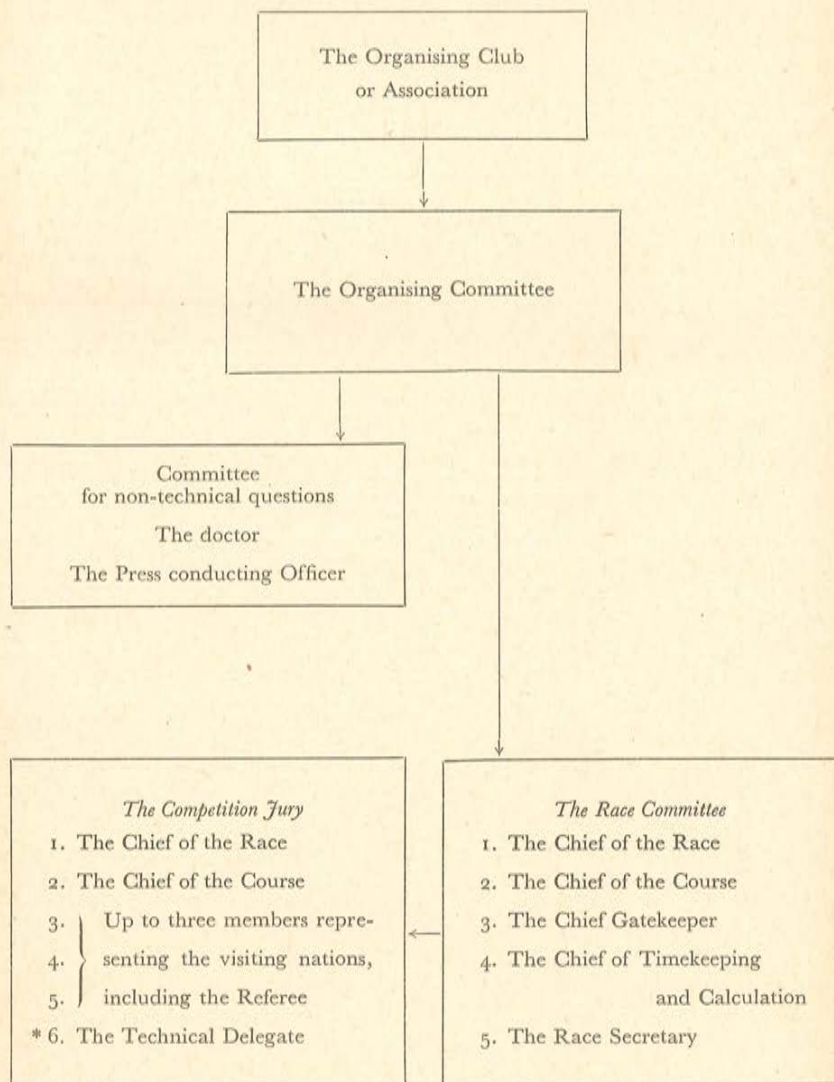 The Organising Club
or Association
The Organising Committee
Committee
for non-technical questions
The doctor
The Press conducting Officer
The Competition Jury
1. The Chief of the Race
2. The Chief of the Course
3. Up to three members repre-
4. senting the visiting nations,
5. including the Referee
* 6. The Technical Delegate
The Race Committee
1. The Chief of the Race
2. The Chief of the Course
3. The Chief Gatekeeper
4. The Chief of Timekeeping
and Calculation
5. The Race Secretary